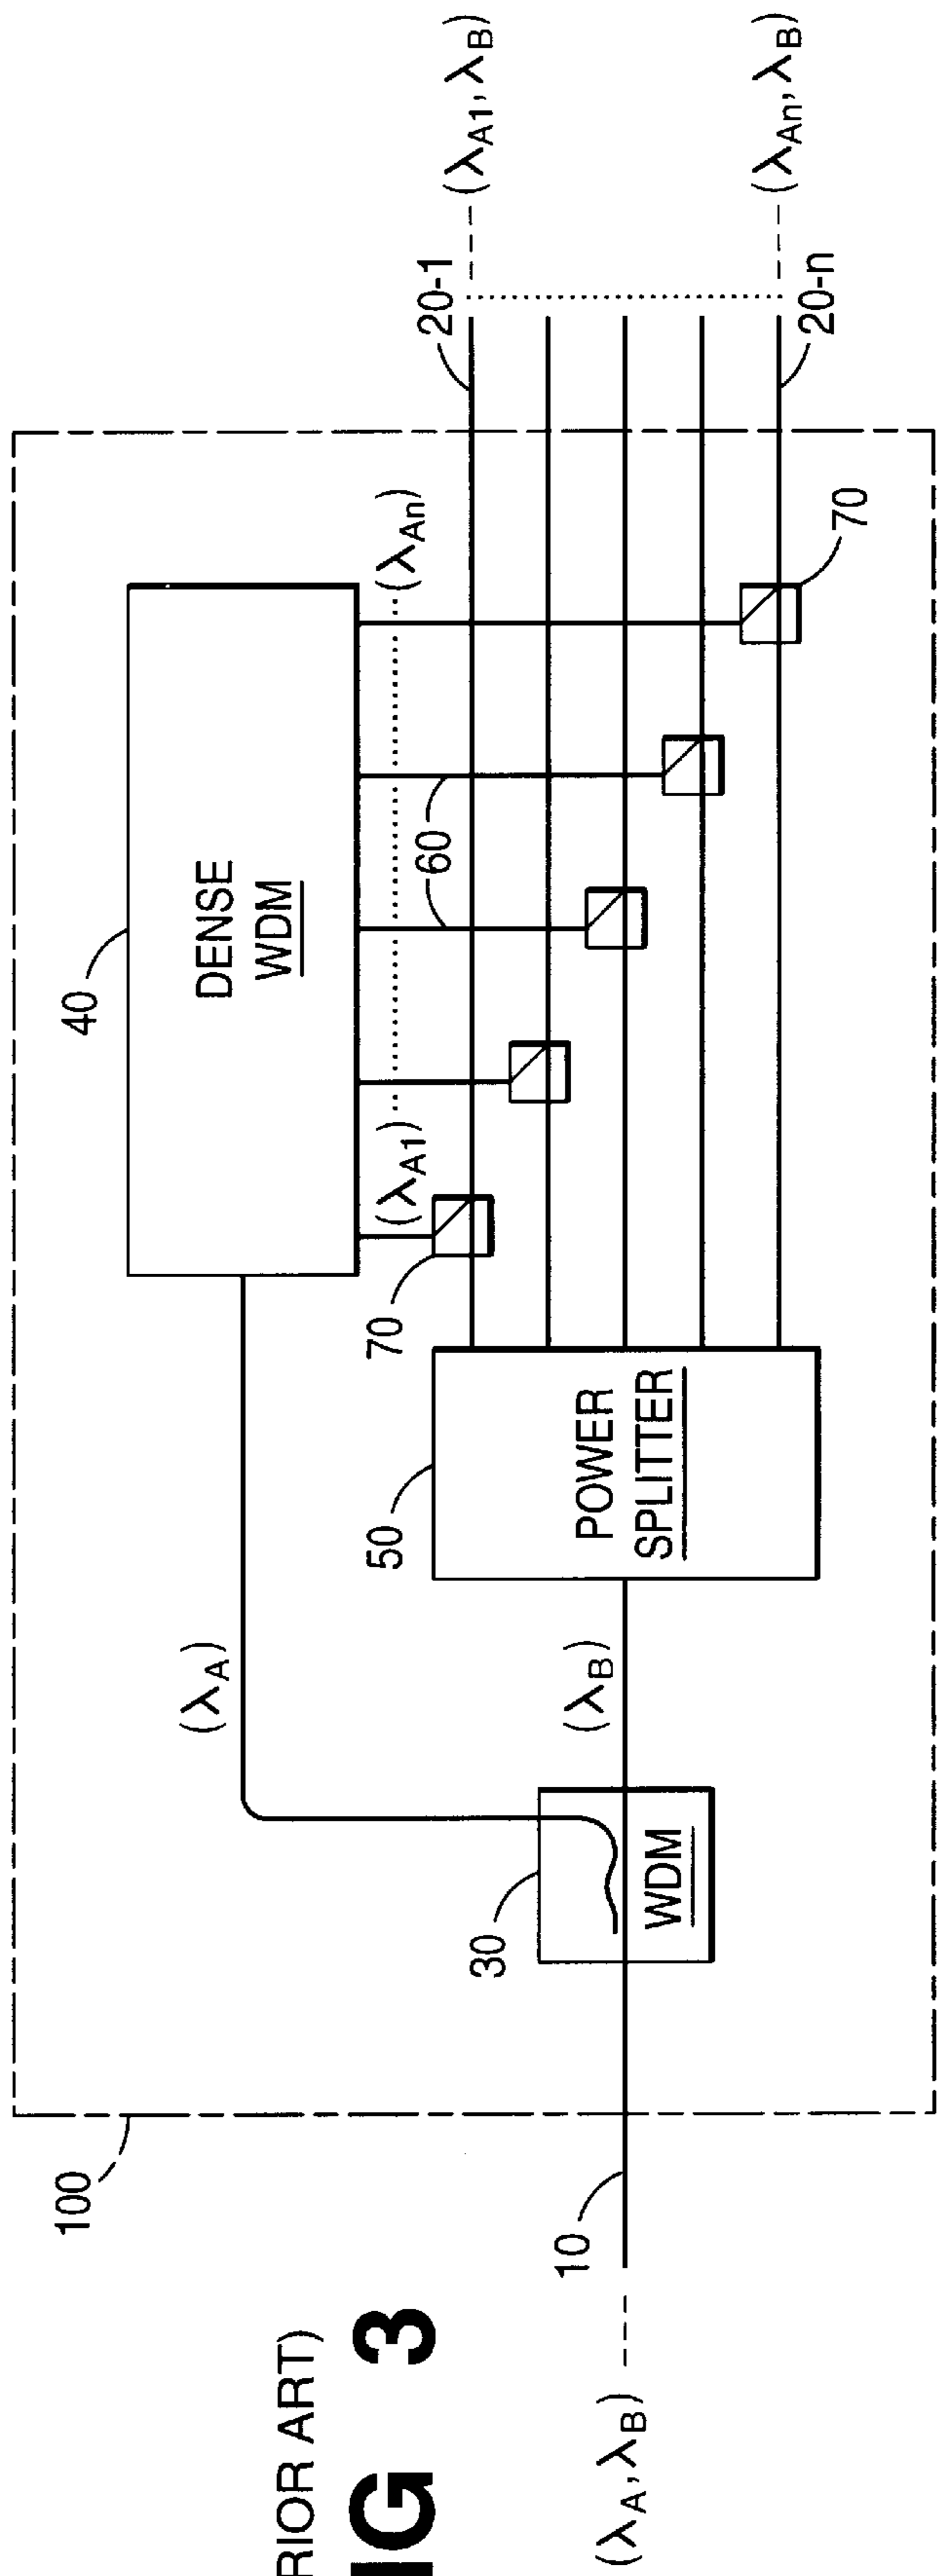 RIOR ART)
IG 3
100
(λA, λB)
10
30
WDM
(λA)
(λB)
50
POWER
SPLITTER
40
DENSE
WDM
70
(λA1)
60
(λAn)
70
20-1
(λA1, λB)
20-n
(λAn, λB)